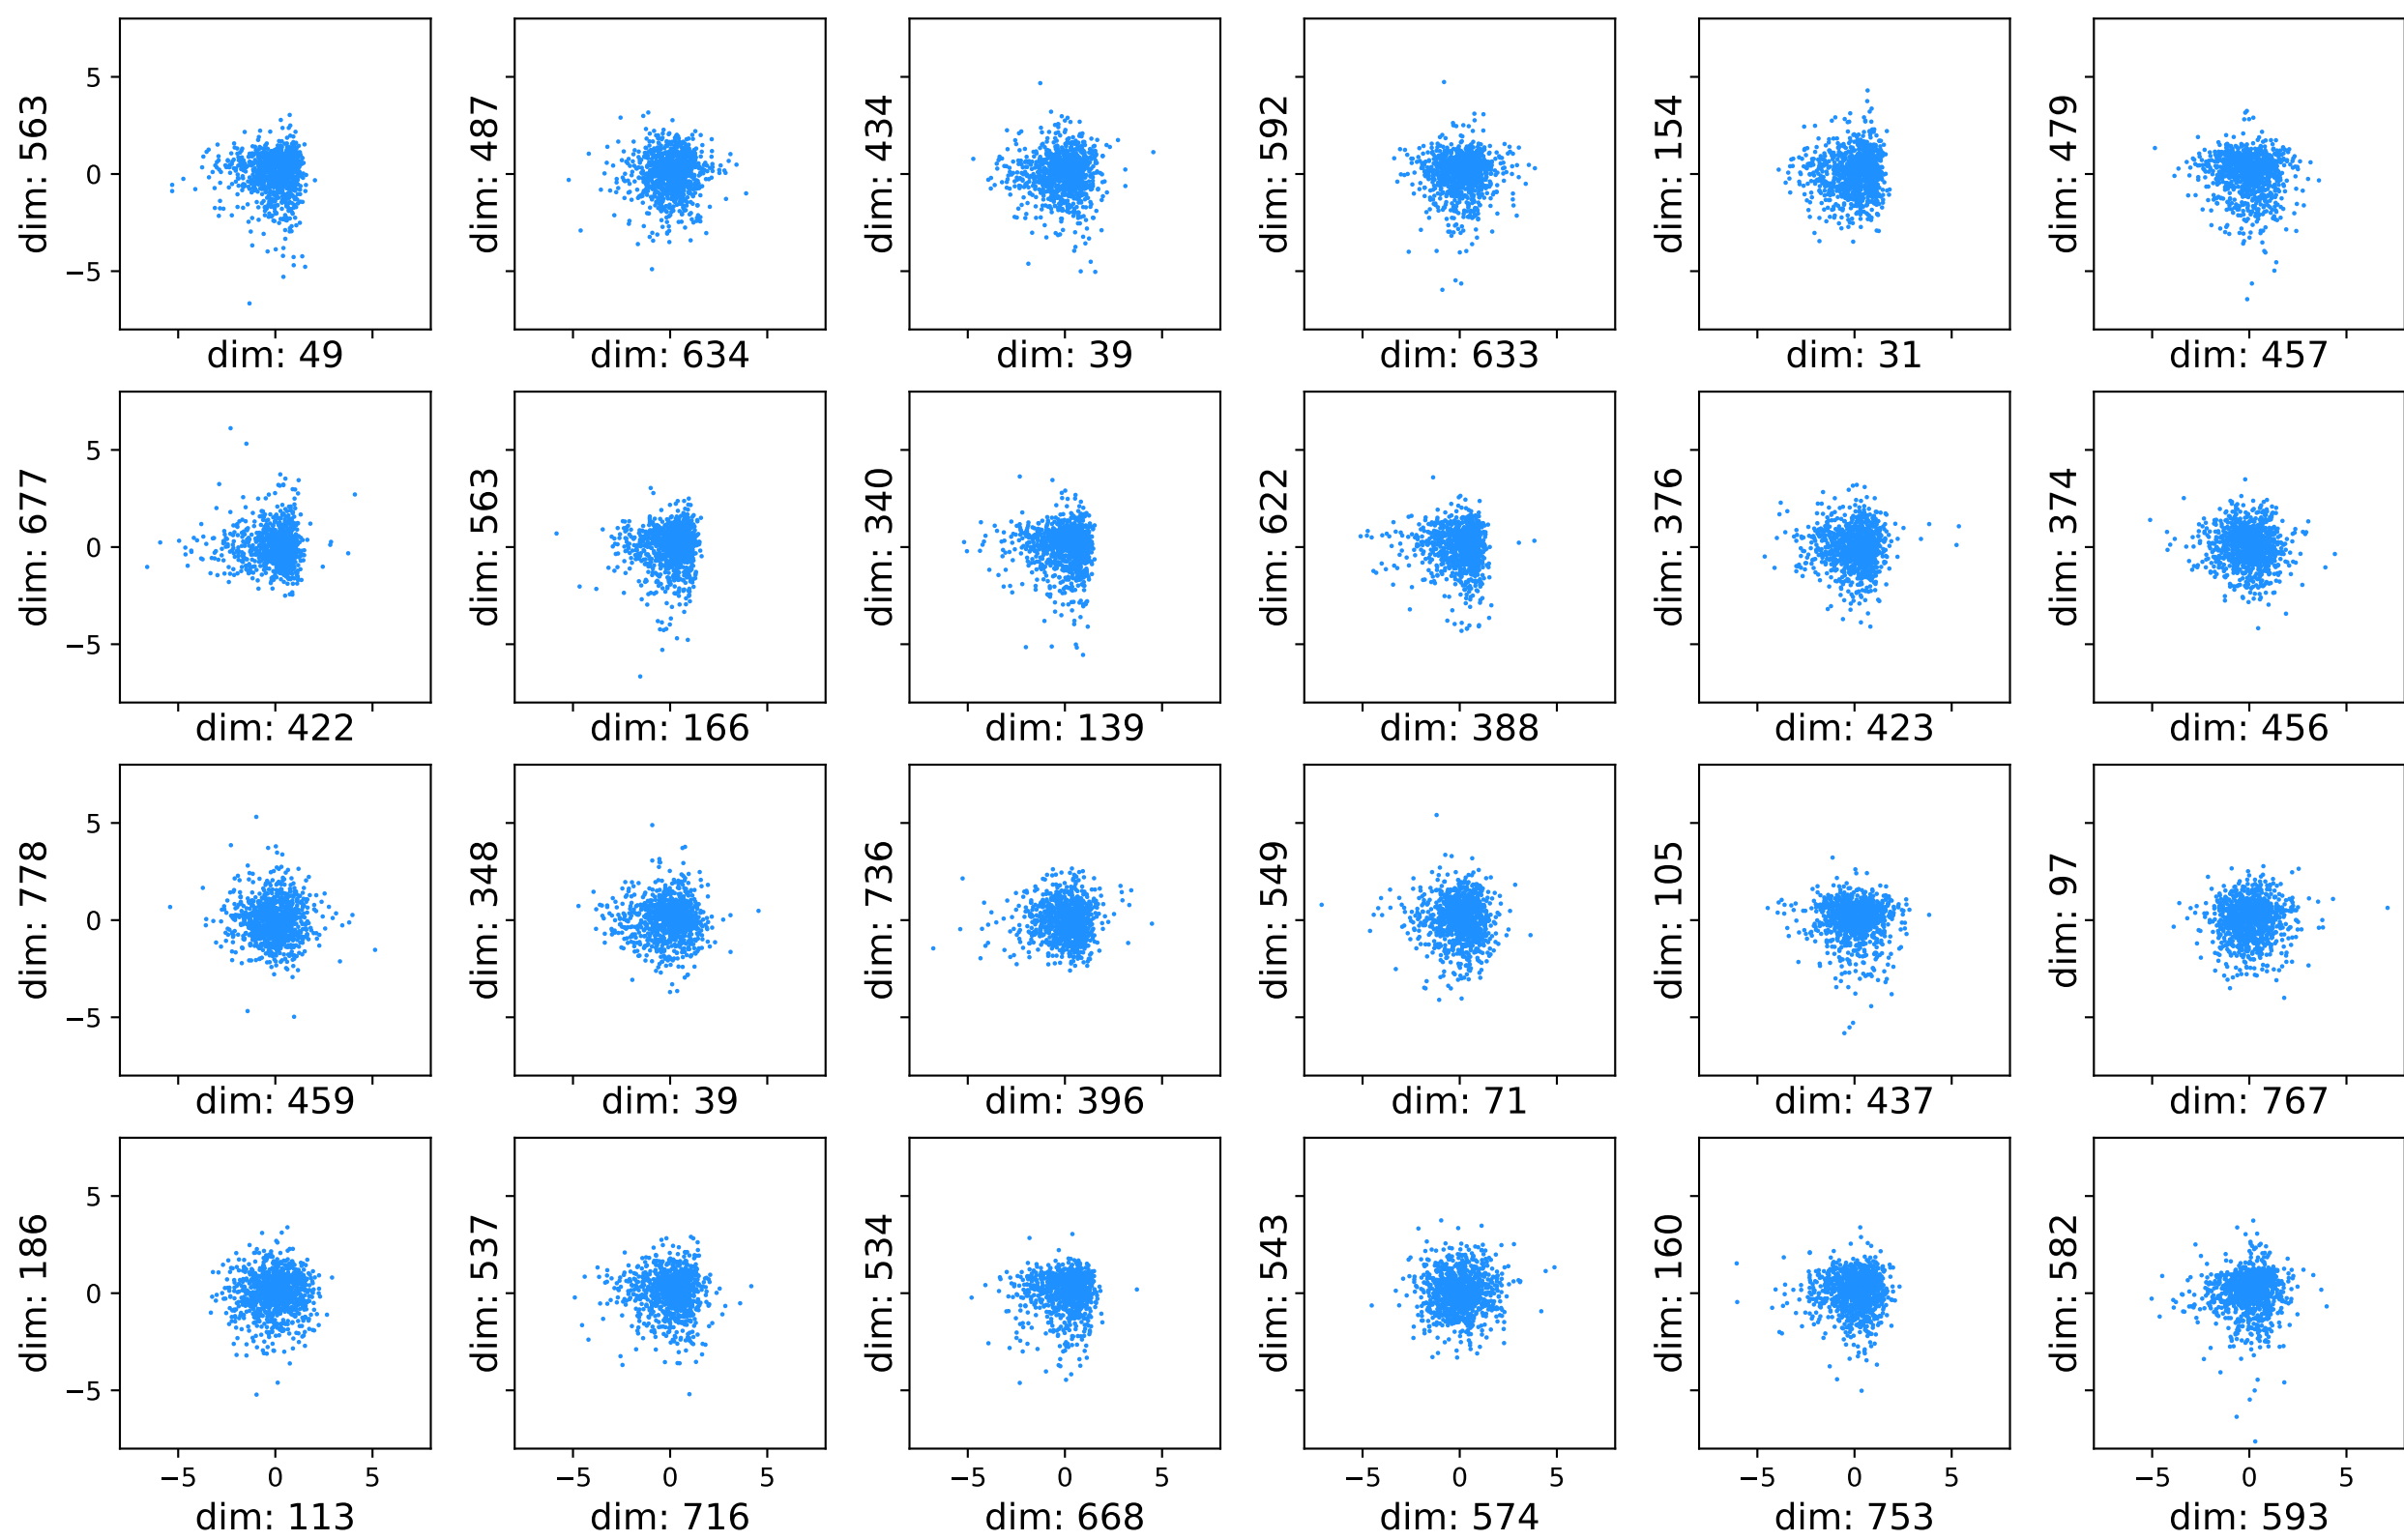 dim: 563
5
0
−5
dim: 49
dim: 487
dim: 634
dim: 434
dim: 39
dim: 592
dim: 633
dim: 154
dim: 31
dim: 479
dim: 457
dim: 677
5
0
−5
dim: 422
dim: 563
dim: 166
dim: 340
dim: 139
dim: 622
dim: 388
dim: 376
dim: 423
dim: 374
dim: 456
dim: 778
5
0
−5
dim: 459
dim: 348
dim: 39
dim: 736
dim: 396
dim: 549
dim: 71
dim: 105
dim: 437
dim: 97
dim: 767
dim: 186
5
0
−5
−5 0 5
dim: 113
dim: 537
−5 0 5
dim: 716
dim: 534
−5 0 5
dim: 668
dim: 543
−5 0 5
dim: 574
dim: 160
−5 0 5
dim: 753
dim: 582
−5 0 5
dim: 593